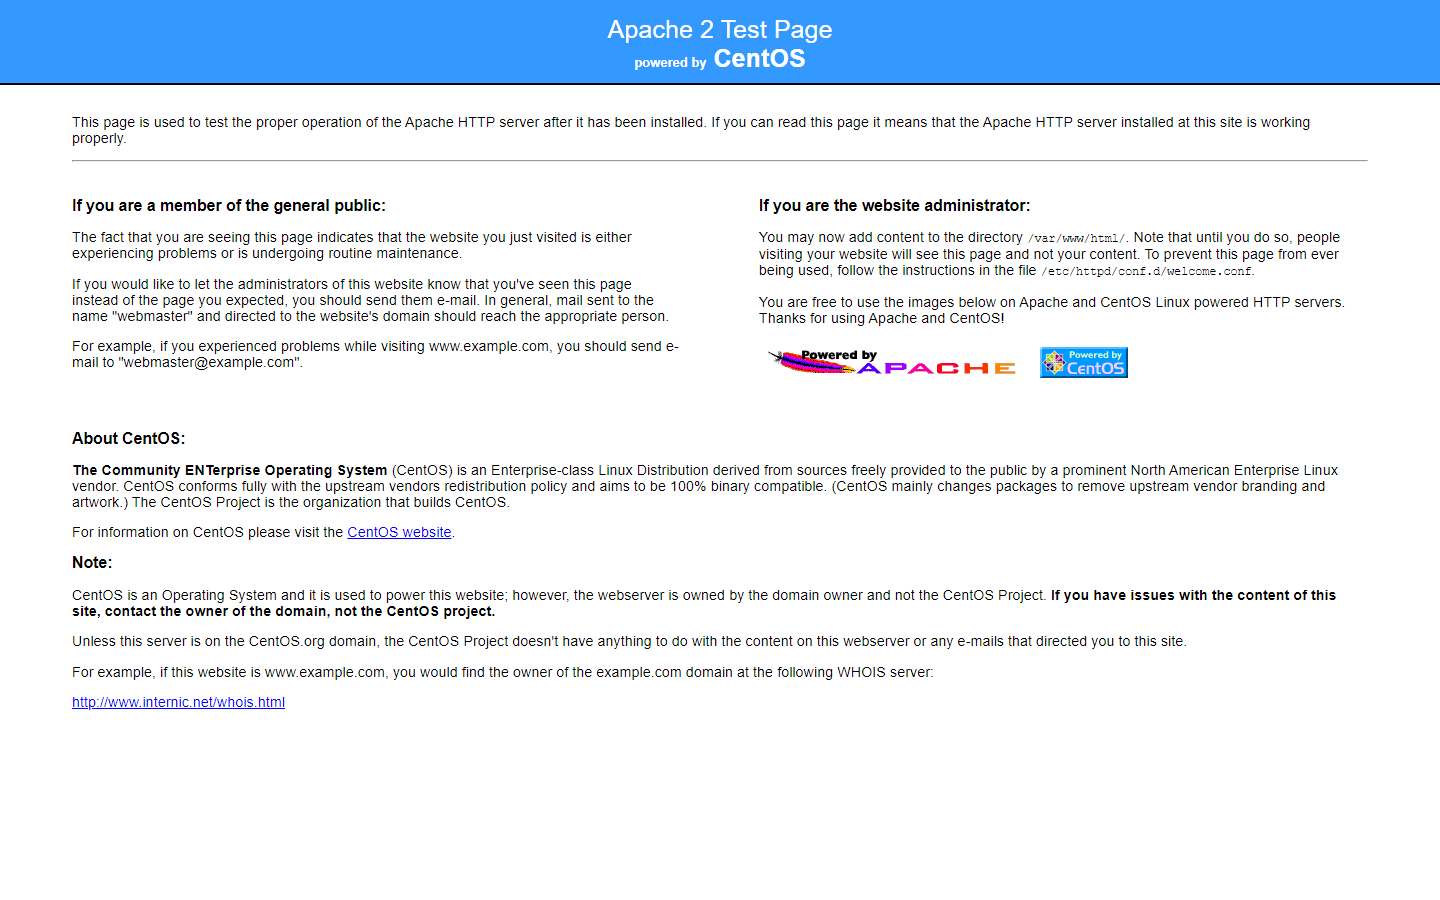 Apache 2 Test Page
powered by CentOS
This page is used to test the proper operation of the Apache HTTP server after it has been installed. If you can read this page it means that the Apache HTTP server installed at this site is working
properly.
If you are a member of the general public:
The fact that you are seeing this page indicates that the website you just visited is either
experiencing problems or is undergoing routine maintenance.
If you would like to let the administrators of this website know that you've seen this page
instead of the page you expected, you should send them e-mail. In general, mail sent to the
name "webmaster" and directed to the website's domain should reach the appropriate person.
For example, if you experienced problems while visiting www.example.com, you should send e-
mail to "webmaster@example.com".
If you are the website administrator:
You may now add content to the directory /var/www/html/. Note that until you do so, people
visiting your website will see this page and not your content. To prevent this page from ever
being used, follow the instructions in the file /etc/httpd/conf.d/welcome.conf.
You are free to use the images below on Apache and CentOS Linux powered HTTP servers.
Thanks for using Apache and CentOS!
Powered by
APACHE
Powered by
CentOS
About CentOS:
The Community ENTerprise Operating System (CentOS) is an Enterprise-class Linux Distribution derived from sources freely provided to the public by a prominent North American Enterprise Linux
vendor. CentOS conforms fully with the upstream vendors redistribution policy and aims to be 100% binary compatible. (CentOS mainly changes packages to remove upstream vendor branding and
artwork.) The CentOS Project is the organization that builds CentOS.
For information on CentOS please visit the CentOS website.
Note:
CentOS is an Operating System and it is used to power this website; however, the webserver is owned by the domain owner and not the CentOS Project. If you have issues with the content of this
site, contact the owner of the domain, not the CentOS project.
Unless this server is on the CentOS.org domain, the CentOS Project doesn't have anything to do with the content on this webserver or any e-mails that directed you to this site.
For example, if this website is www.example.com, you would find the owner of the example.com domain at the following WHOIS server:
http://www.internic.net/whois.html